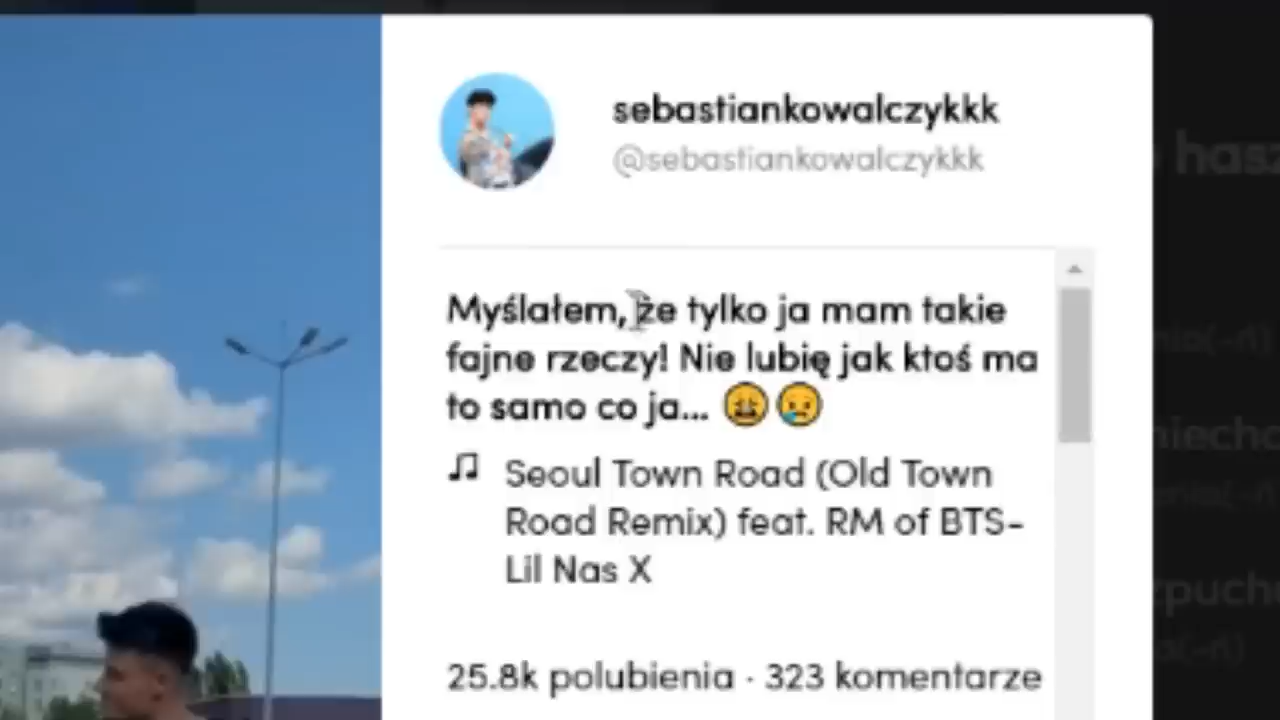 sebastiankowalczykkk
@sebastiankowalczykkk
Myślałem, że tylko ja mam takie
fajne rzeczy! Nie lubię jak ktoś ma
to samo co ja... 😩😢
Seoul Town Road (Old Town
Road Remix) feat. RM of BTS-
Lil Nas X
25.8k polubienia · 323 komentarze